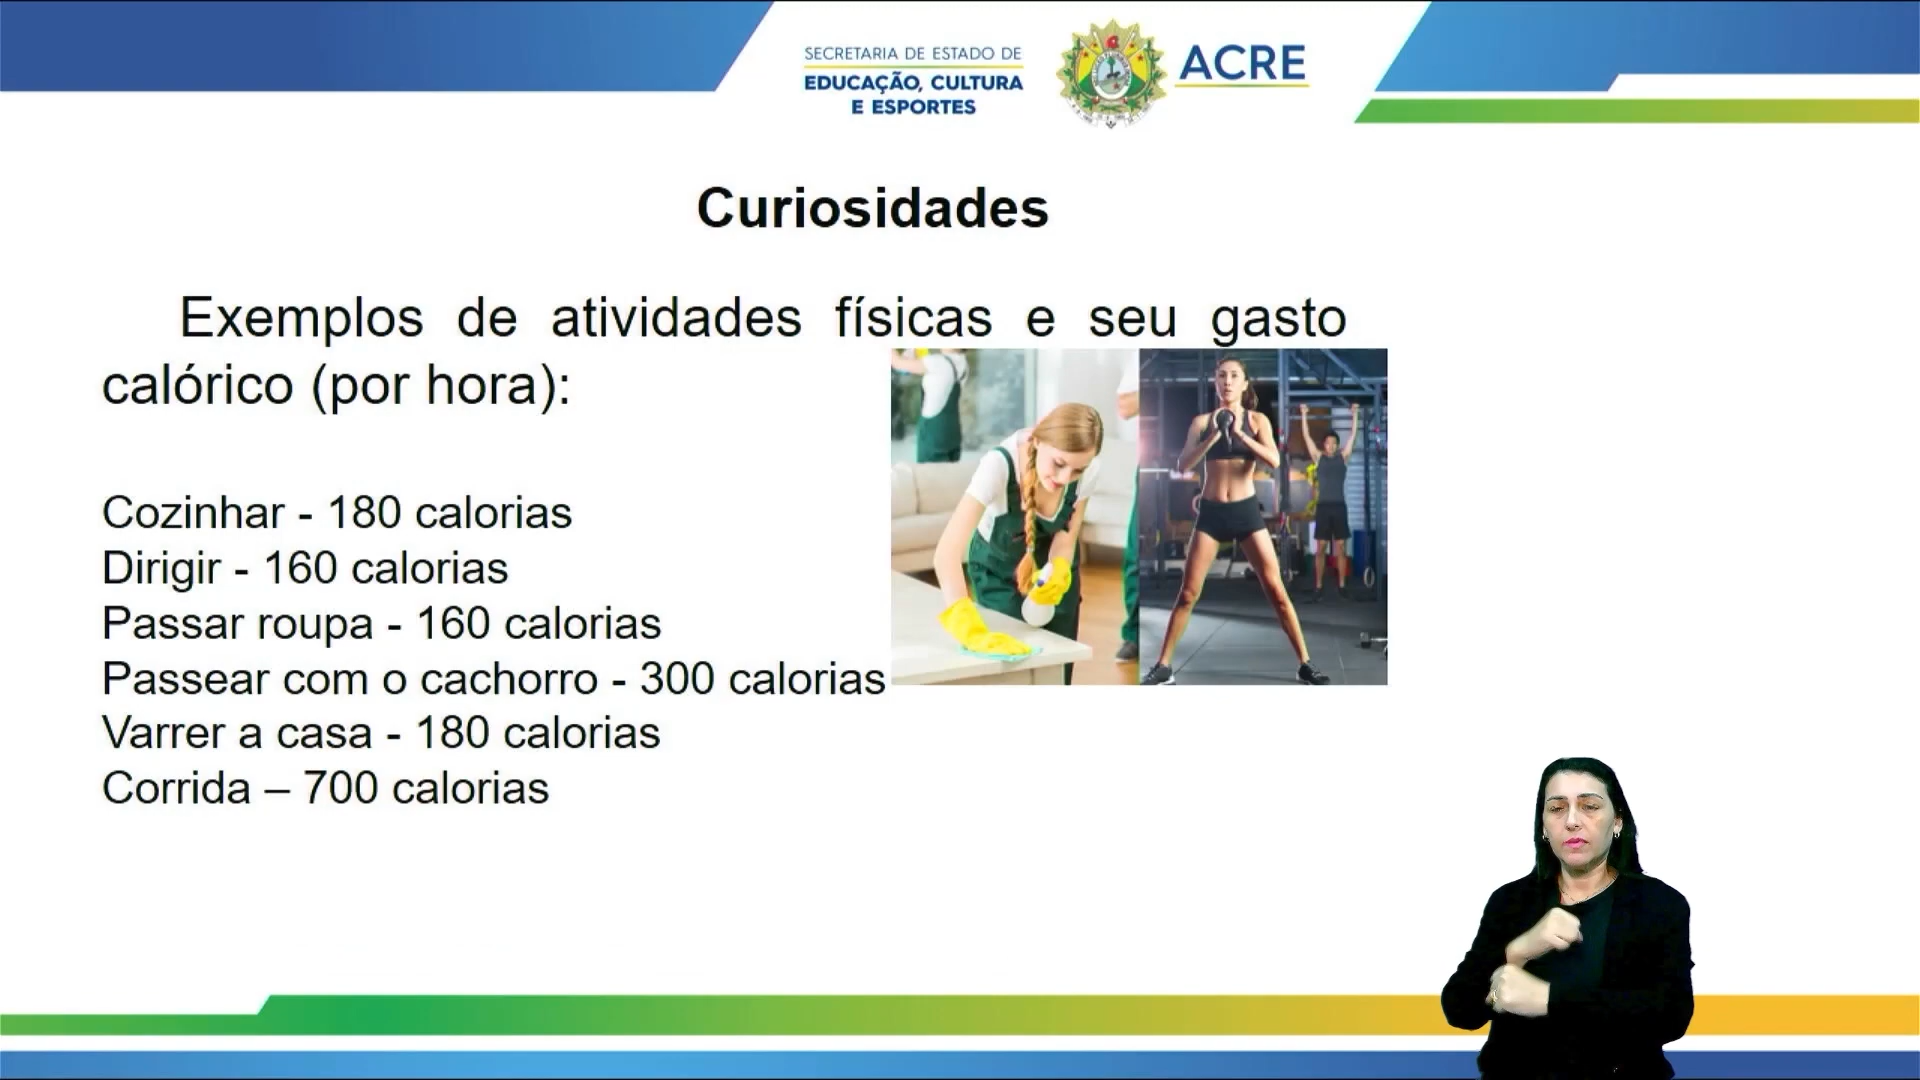 SECRETARIA DE ESTADO DE
EDUCAÇÃO, CULTURA
E ESPORTES
ACRE
Curiosidades
Exemplos de atividades físicas e seu gasto
calórico (por hora):
Cozinhar - 180 calorias
Dirigir - 160 calorias
Passar roupa - 160 calorias
Passear com o cachorro - 300 calorias
Varrer a casa - 180 calorias
Corrida – 700 calorias